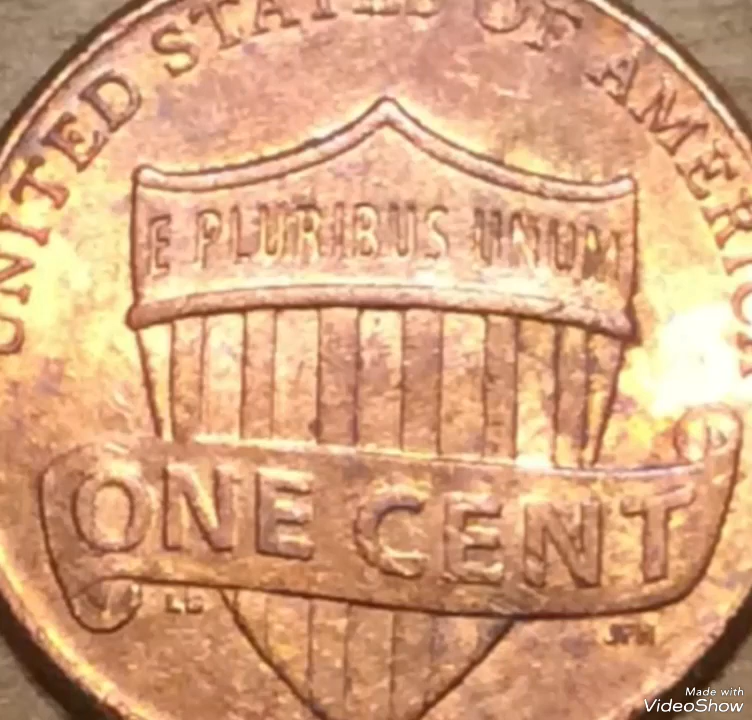 UNITED STATES OF AMERICA
E PLURIBUS UNUM
ONE CENT
LB
JFM
Made with
VideoShow